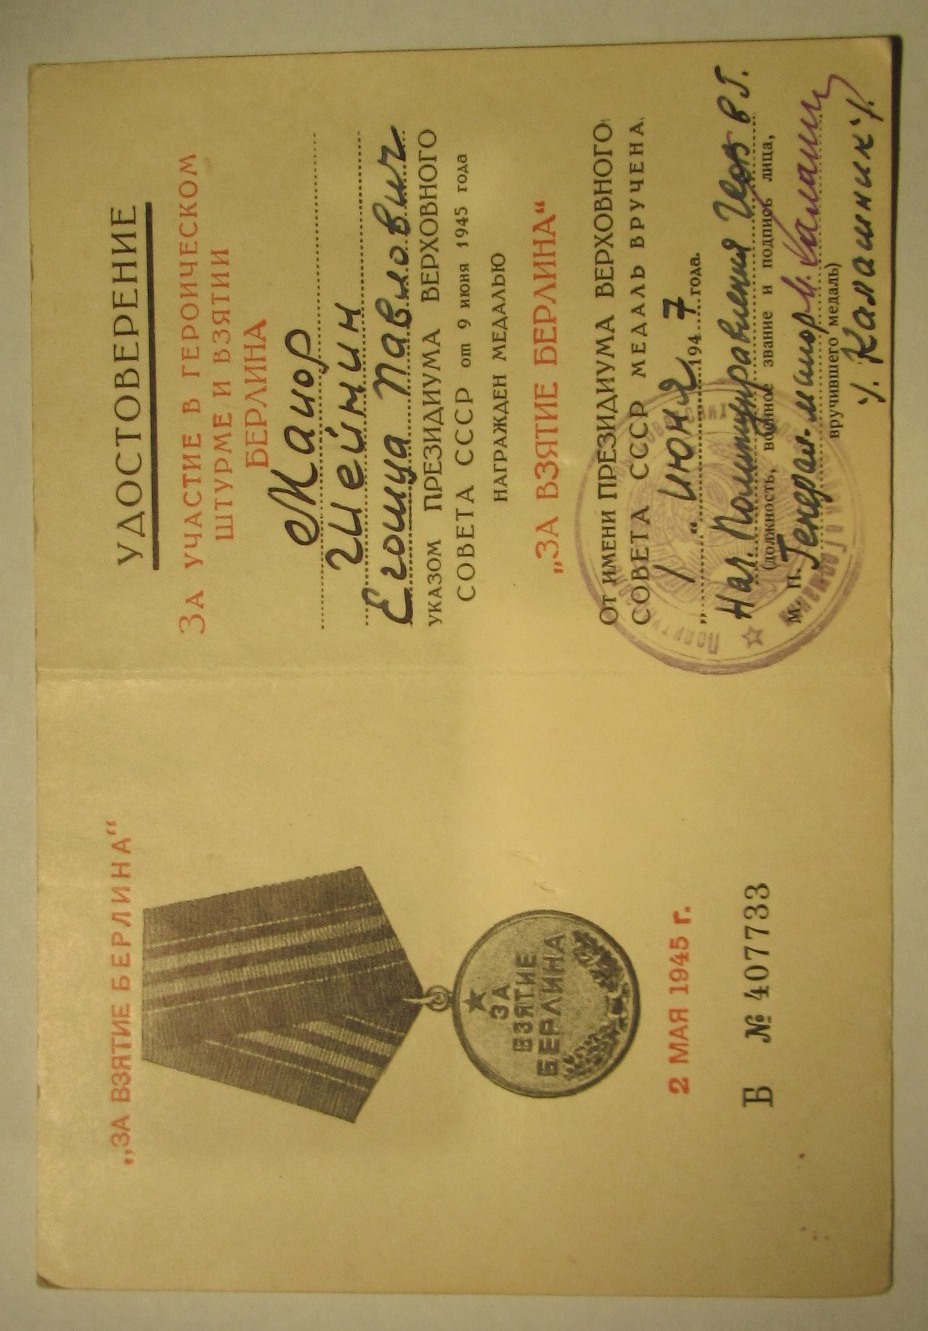 „ЗА ВЗЯТИЕ БЕРЛИНА“
ЗА
ВЗЯТИЕ
БЕРЛИНА
2 МАЯ 1945 г.
Б № 407733
УДОСТОВЕРЕНИЕ
ЗА УЧАСТИЕ В ГЕРОИЧЕСКОМ
ШТУРМЕ И ВЗЯТИИ
БЕРЛИНА
Майор
Павлович
УКАЗОМ ПРЕЗИДИУМА ВЕРХОВНОГО
СОВЕТА СССР от 9 июня 1945 года
НАГРАЖДЕН МЕДАЛЬЮ
„ЗА ВЗЯТИЕ БЕРЛИНА“
От ИМЕНИ ПРЕЗИДИУМА ВЕРХОВНОГО
СОВЕТА СССР МЕДАЛЬ ВРУЧЕНА
„ 1 “ июня 1947 года.
Нач. Политуправления в Г.
(должность, военное звание и подпись лица,
М. П. Генерал-майор
вручившего медаль)
/. Калашник /.